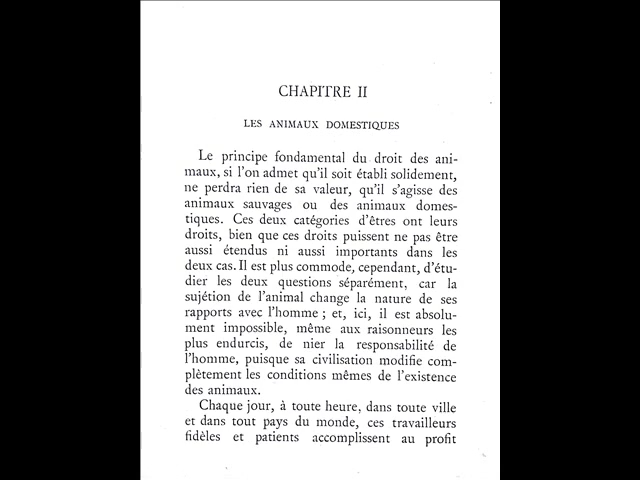 CHAPITRE II
LES ANIMAUX DOMESTIQUES
Le principe fondamental du droit des ani-
maux, si l'on admet qu'il soit établi solidement,
ne perdra rien de sa valeur, qu'il s'agisse des
animaux sauvages ou des animaux domes-
tiques. Ces deux catégories d'êtres ont leurs
droits, bien que ces droits puissent ne pas être
aussi étendus ni aussi importants dans les
deux cas. Il est plus commode, cependant, d'étu-
dier les deux questions séparément, car la
sujétion de l'animal change la nature de ses
rapports avec l'homme ; et, ici, il est absolu-
ment impossible, même aux raisonneurs les
plus endurcis, de nier la responsabilité de
l'homme, puisque sa civilisation modifie com-
plètement les conditions mêmes de l'existence
des animaux.
Chaque jour, à toute heure, dans toute ville
et dans tout pays du monde, ces travailleurs
fidèles et patients accomplissent au profit